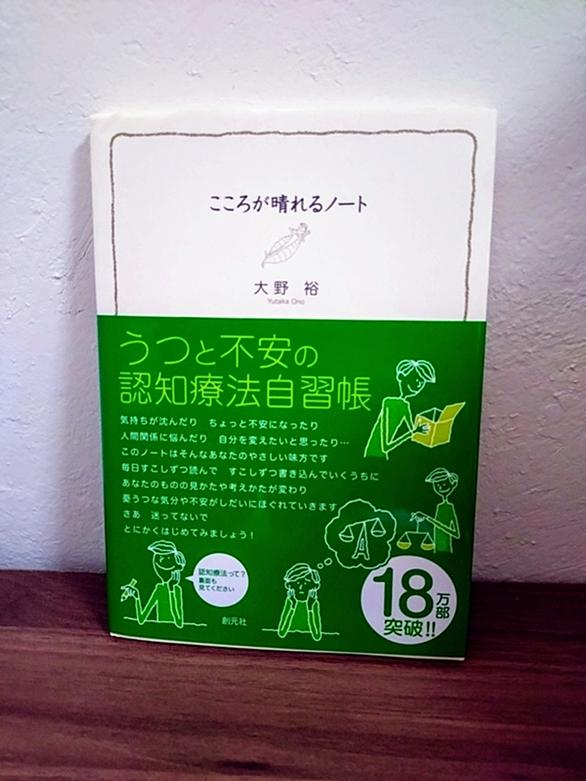 こころが晴れるノート
大野 裕
Yutaka Ono
うつと不安の
認知療法自習帳
気持ちが沈んだり ちょっと不安になったり
人間関係に悩んだり 自分を変えたいと思ったり…
このノートはそんなあなたのやさしい味方です
毎日すこしずつ読んで すこしずつ書き込んでいくうちに
あなたのものの見かたや考えかたが変わり
憂うつな気分や不安がしだいにほぐれていきます
さあ 迷ってないで
とにかくはじめてみましょう！
認知療法って？
裏面も
見てください
18万部
突破!!
創元社